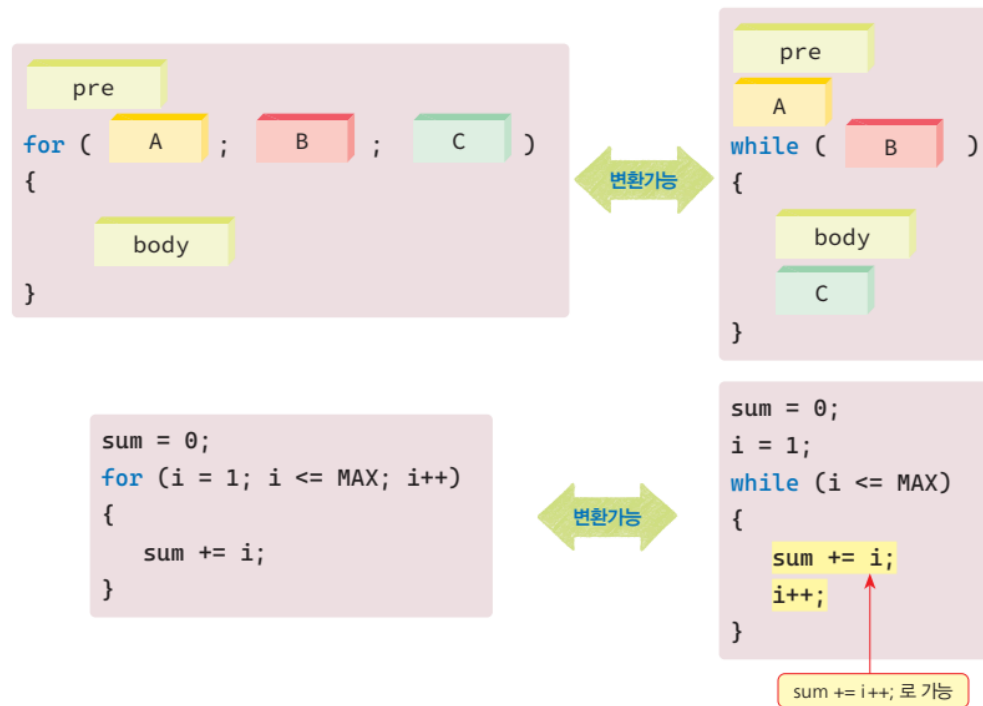 pre
for ( A ; B ; C )
{
body
}
변환가능
pre
A
while ( B )
{
body
C
}
sum = 0;
for (i = 1; i <= MAX; i++)
{
sum += i;
}
변환가능
sum = 0;
i = 1;
while (i <= MAX)
{
sum += i;
i++;
}
sum += i++; 로 가능